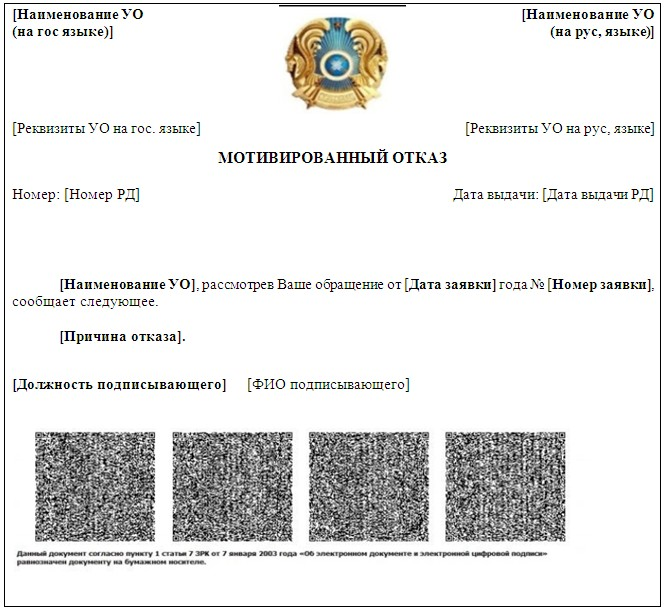 [Наименование УО
(на гос языке)]
[Наименование УО
(на рус, языке)]
[Реквизиты УО на гос. языке]
[Реквизиты УО на рус, языке]
МОТИВИРОВАННЫЙ ОТКАЗ
Номер: [Номер РД]
Дата выдачи: [Дата выдачи РД]
[Наименование УО], рассмотрев Ваше обращение от [Дата заявки] года № [Номер заявки],
сообщает следующее.
[Причина отказа].
[Должность подписывающего] [ФИО подписывающего]
Данный документ согласно пункту 1 статьи 7 ЗРК от 7 января 2003 года «Об электронном документе и электронной цифровой подписи»
равнозначен документу на бумажном носителе.